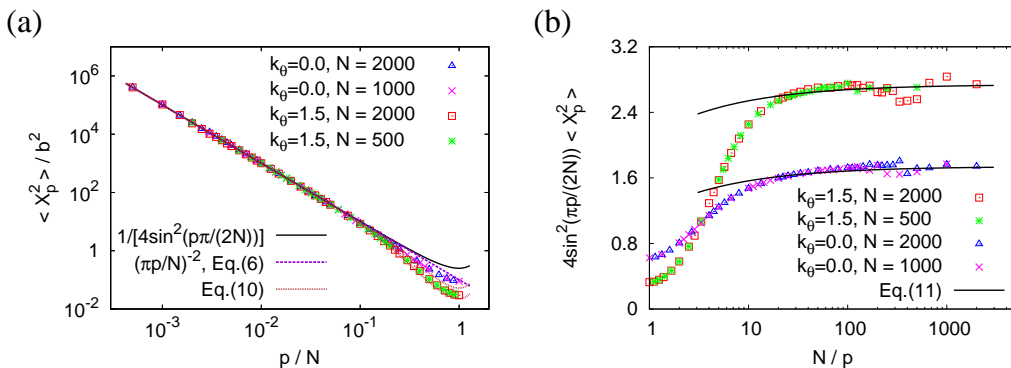 (a)
< X_p^2 > / b^2
10^6
10^4
10^2
1
10^-2
10^-3
10^-2
10^-1
1
p / N
k_θ=0.0, N = 2000
k_θ=0.0, N = 1000
k_θ=1.5, N = 2000
k_θ=1.5, N = 500
1/[4sin^2(pπ/(2N))]
(πp/N)^-2, Eq.(6)
Eq.(10)
(b)
4sin^2(πp/(2N)) < X_p^2 >
3.2
2.4
1.6
0.8
0
1
10
100
1000
N / p
k_θ=1.5, N = 2000
k_θ=1.5, N = 500
k_θ=0.0, N = 2000
k_θ=0.0, N = 1000
Eq.(11)